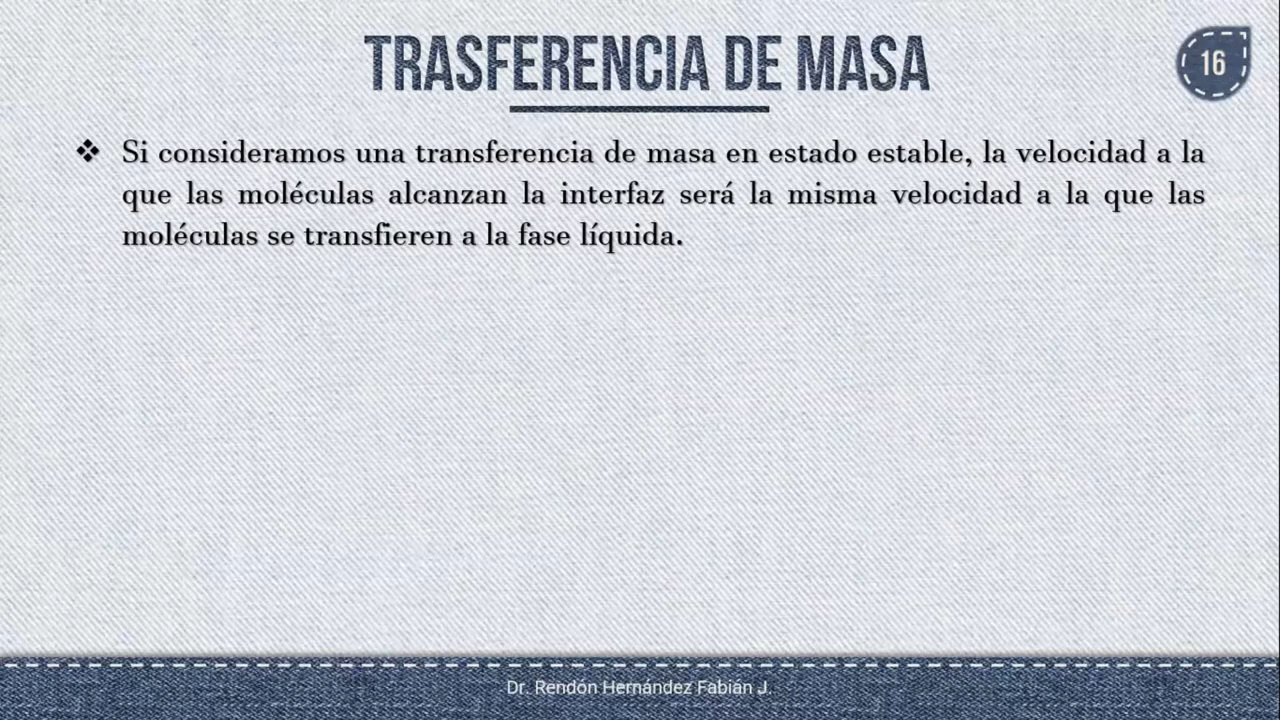 TRASFERENCIA DE MASA
16
❖ Si consideramos una transferencia de masa en estado estable, la velocidad a la
que las moléculas alcanzan la interfaz será la misma velocidad a la que las
moléculas se transfieren a la fase líquida.
Dr. Rendón Hernández Fabián J.